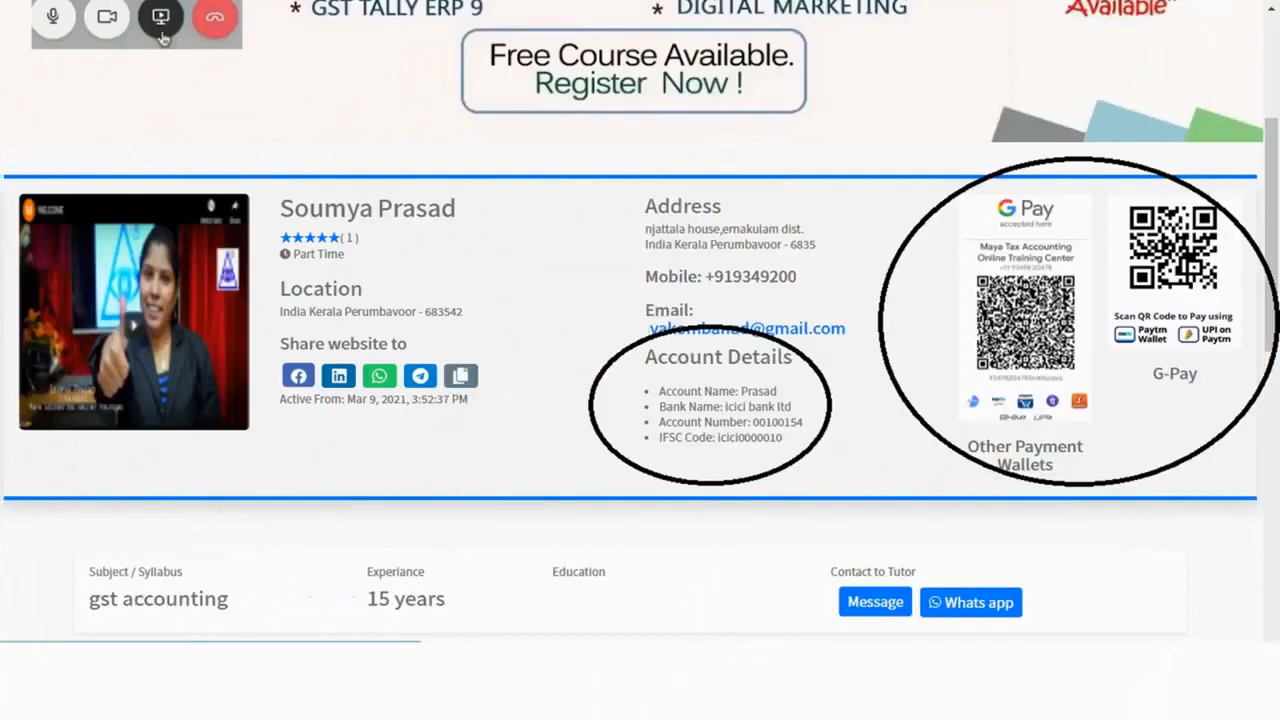 * GST TALLY ERP 9
* DIGITAL MARKETING
Available"
Free Course Available.
Register Now !
Soumya Prasad
( 1 )
Part Time
Location
India Kerala Perumbavoor - 683542
Share website to
Active From: Mar 9, 2021, 3:52:37 PM
Address
njattala house,ernakulam dist.
India Kerala Perumbavoor - 6835
Mobile: +919349200
Email:
Account Details
Account Name: Prasad
Bank Name: icici bank ltd
Account Number: 00100154
IFSC Code: icici0000010
G Pay
accepted here
Maya Tax Accounting
Online Training Center
Other Payment
Wallets
Scan QR Code to Pay using
Paytm
Wallet
UPI on
Paytm
G-Pay
Subject / Syllabus
gst accounting
Experiance
15 years
Education
Contact to Tutor
Message
Whats app